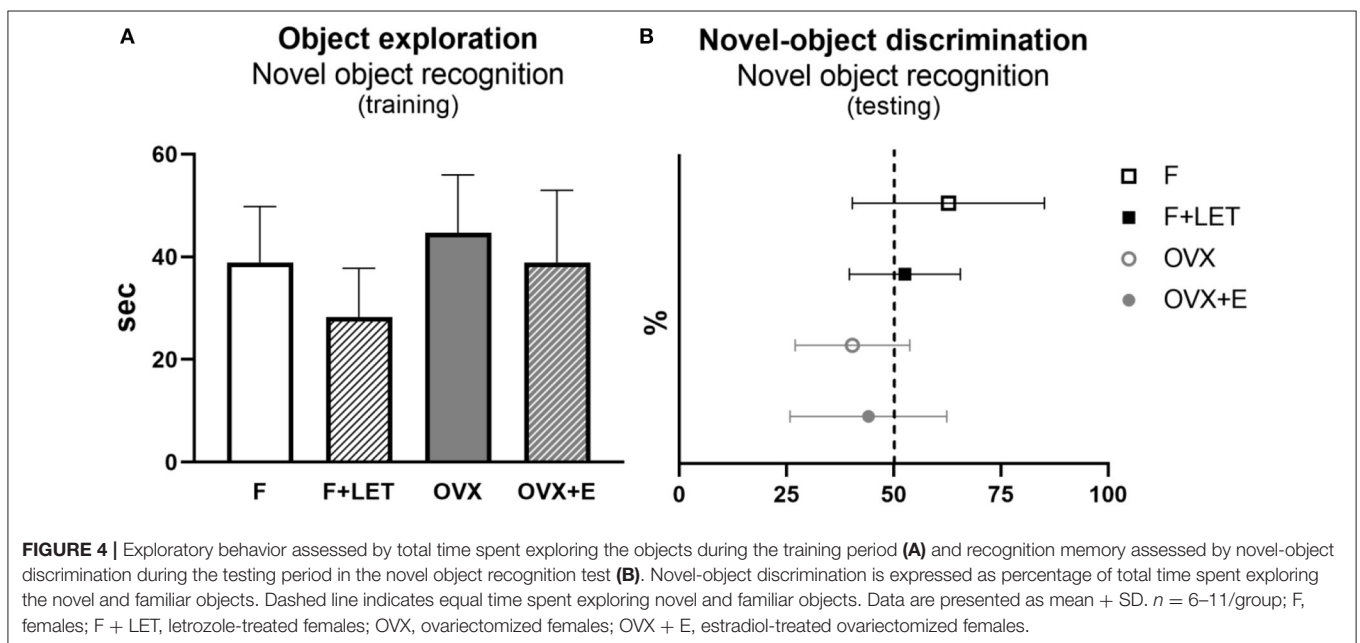 A
Object exploration
Novel object recognition
(training)
sec
60
40
20
0
F
F+LET
OVX
OVX+E
B
Novel-object discrimination
Novel object recognition
(testing)
%
0
25
50
75
100
F
F+LET
OVX
OVX+E
FIGURE 4 | Exploratory behavior assessed by total time spent exploring the objects during the training period (A) and recognition memory assessed by novel-object
discrimination during the testing period in the novel object recognition test (B). Novel-object discrimination is expressed as percentage of total time spent exploring
the novel and familiar objects. Dashed line indicates equal time spent exploring novel and familiar objects. Data are presented as mean + SD. n = 6–11/group; F,
females; F + LET, letrozole-treated females; OVX, ovariectomized females; OVX + E, estradiol-treated ovariectomized females.